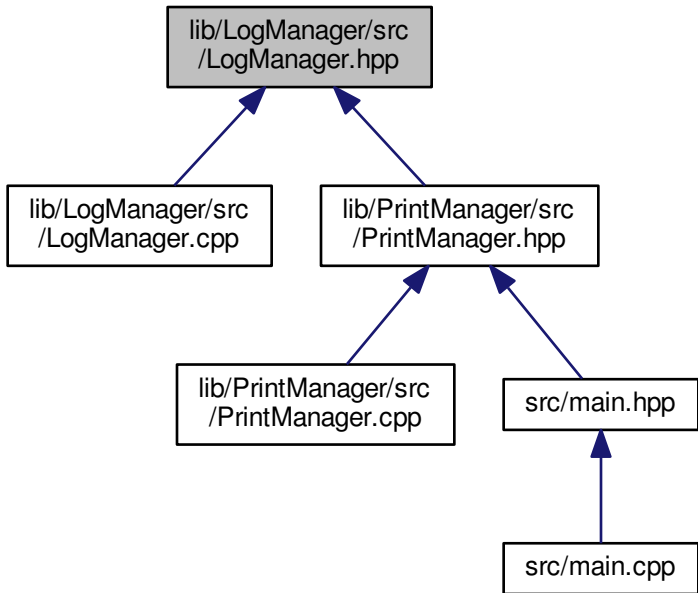 lib/LogManager/src
/LogManager.hpp
lib/LogManager/src
/LogManager.cpp
lib/PrintManager/src
/PrintManager.hpp
lib/PrintManager/src
/PrintManager.cpp
src/main.hpp
src/main.cpp